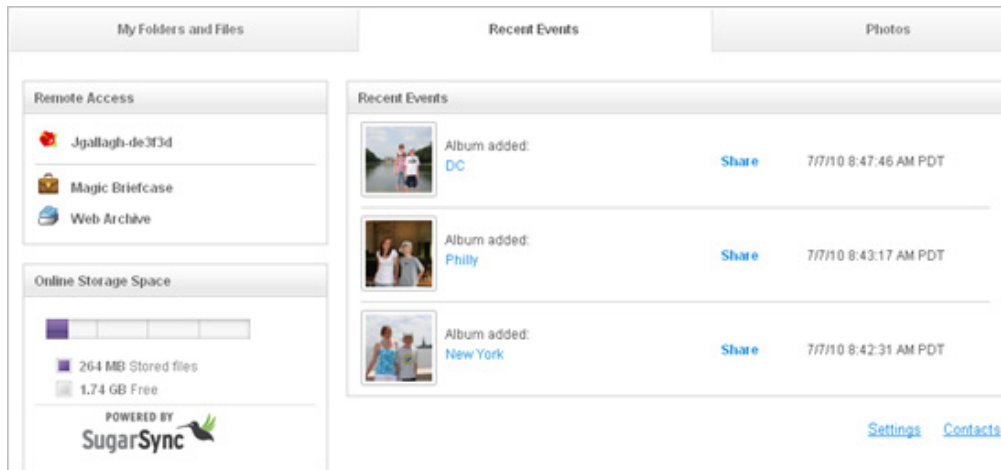 My Folders and Files
Recent Events
Photos
Remote Access
Jgallagh-de3f3d
Magic Briefcase
Web Archive
Online Storage Space
264 MB Stored files
1.74 GB Free
POWERED BY
SugarSync
Recent Events
Album added:
DC
Share
7/7/10 8:47:46 AM PDT
Album added:
Philly
Share
7/7/10 8:43:17 AM PDT
Album added:
New York
Share
7/7/10 8:42:31 AM PDT
Settings
Contacts